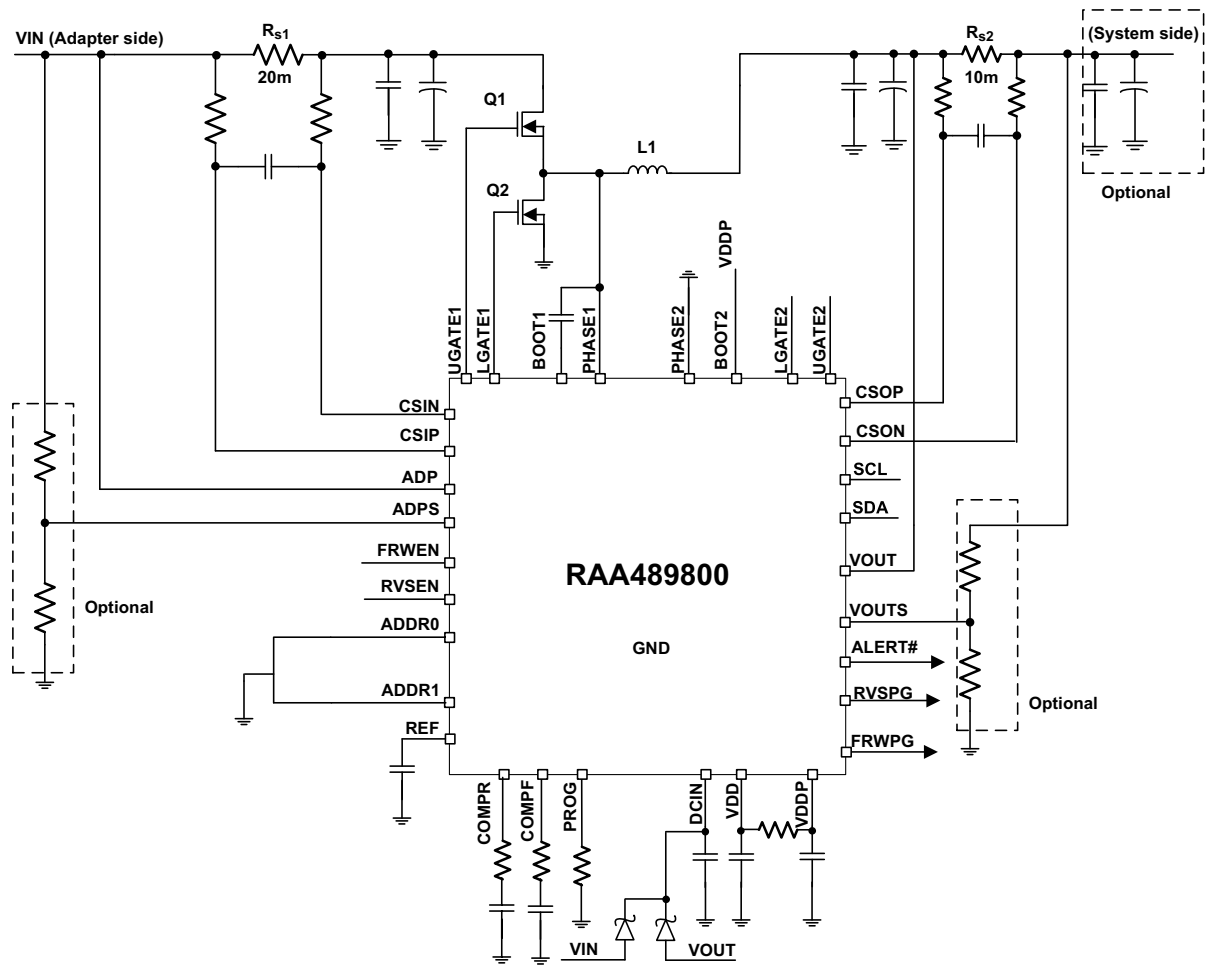 VIN (Adapter side)
Rs1
20m
Rs2
10m
(System side)
Optional
Q1
Q2
L1
UGATE1
LGATE1
BOOT1
PHASE1
PHASE2
BOOT2
VDDP
LGATE2
UGATE2
CSIN
CSIP
ADP
ADPS
FRWEN
RVSEN
ADDR0
ADDR1
REF
Optional
RAA489800
GND
CSOP
CSON
SCL
SDA
VOUT
VOUTS
ALERT#
RVSPG
FRWPG
Optional
COMPR
COMPF
PROG
DCIN
VDD
VDDP
VIN
VOUT